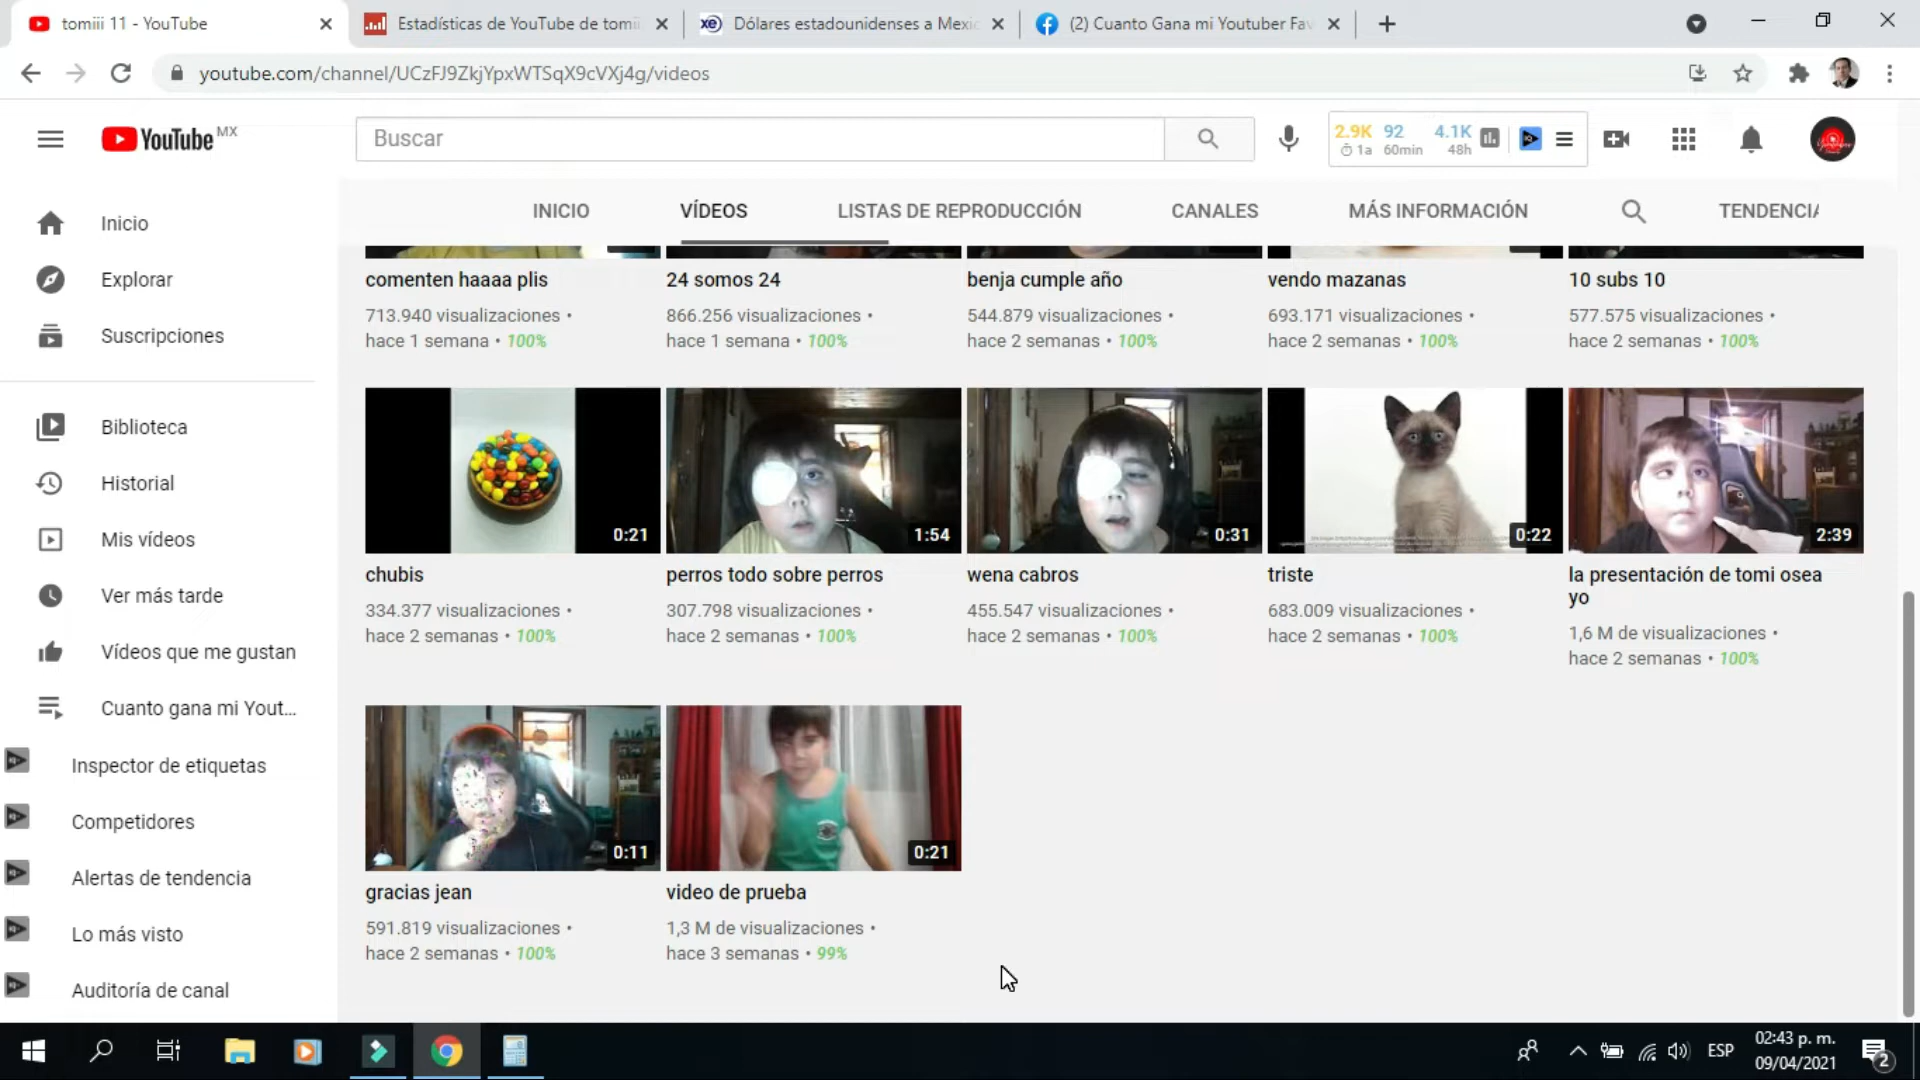 tomiii 11 - YouTube
Estadísticas de YouTube de tomii
Dólares estadounidenses a Mexic
(2) Cuanto Gana mi Youtuber Fav
youtube.com/channel/UCzFJ9ZkjYpxWTSqX9cVXj4g/videos
YouTube MX
Buscar
2.9K 92 4.1K
1a 60min 48h
INICIO VÍDEOS LISTAS DE REPRODUCCIÓN CANALES MÁS INFORMACIÓN TENDENCIA
Inicio
Explorar
Suscripciones
Biblioteca
Historial
Mis vídeos
Ver más tarde
Vídeos que me gustan
Cuanto gana mi Yout...
Inspector de etiquetas
Competidores
Alertas de tendencia
Lo más visto
Auditoría de canal
comenten haaaa plis
713.940 visualizaciones •
hace 1 semana • 100%
24 somos 24
866.256 visualizaciones •
hace 1 semana • 100%
benja cumple año
544.879 visualizaciones •
hace 2 semanas • 100%
vendo mazanas
693.171 visualizaciones •
hace 2 semanas • 100%
10 subs 10
577.575 visualizaciones •
hace 2 semanas • 100%
0:21
chubis
334.377 visualizaciones •
hace 2 semanas • 100%
1:54
perros todo sobre perros
307.798 visualizaciones •
hace 2 semanas • 100%
0:31
wena cabros
455.547 visualizaciones •
hace 2 semanas • 100%
0:22
triste
683.009 visualizaciones •
hace 2 semanas • 100%
2:39
la presentación de tomi osea
yo
1,6 M de visualizaciones •
hace 2 semanas • 100%
0:11
gracias jean
591.819 visualizaciones •
hace 2 semanas • 100%
0:21
video de prueba
1,3 M de visualizaciones •
hace 3 semanas • 99%
ESP
02:43 p. m.
09/04/2021
2